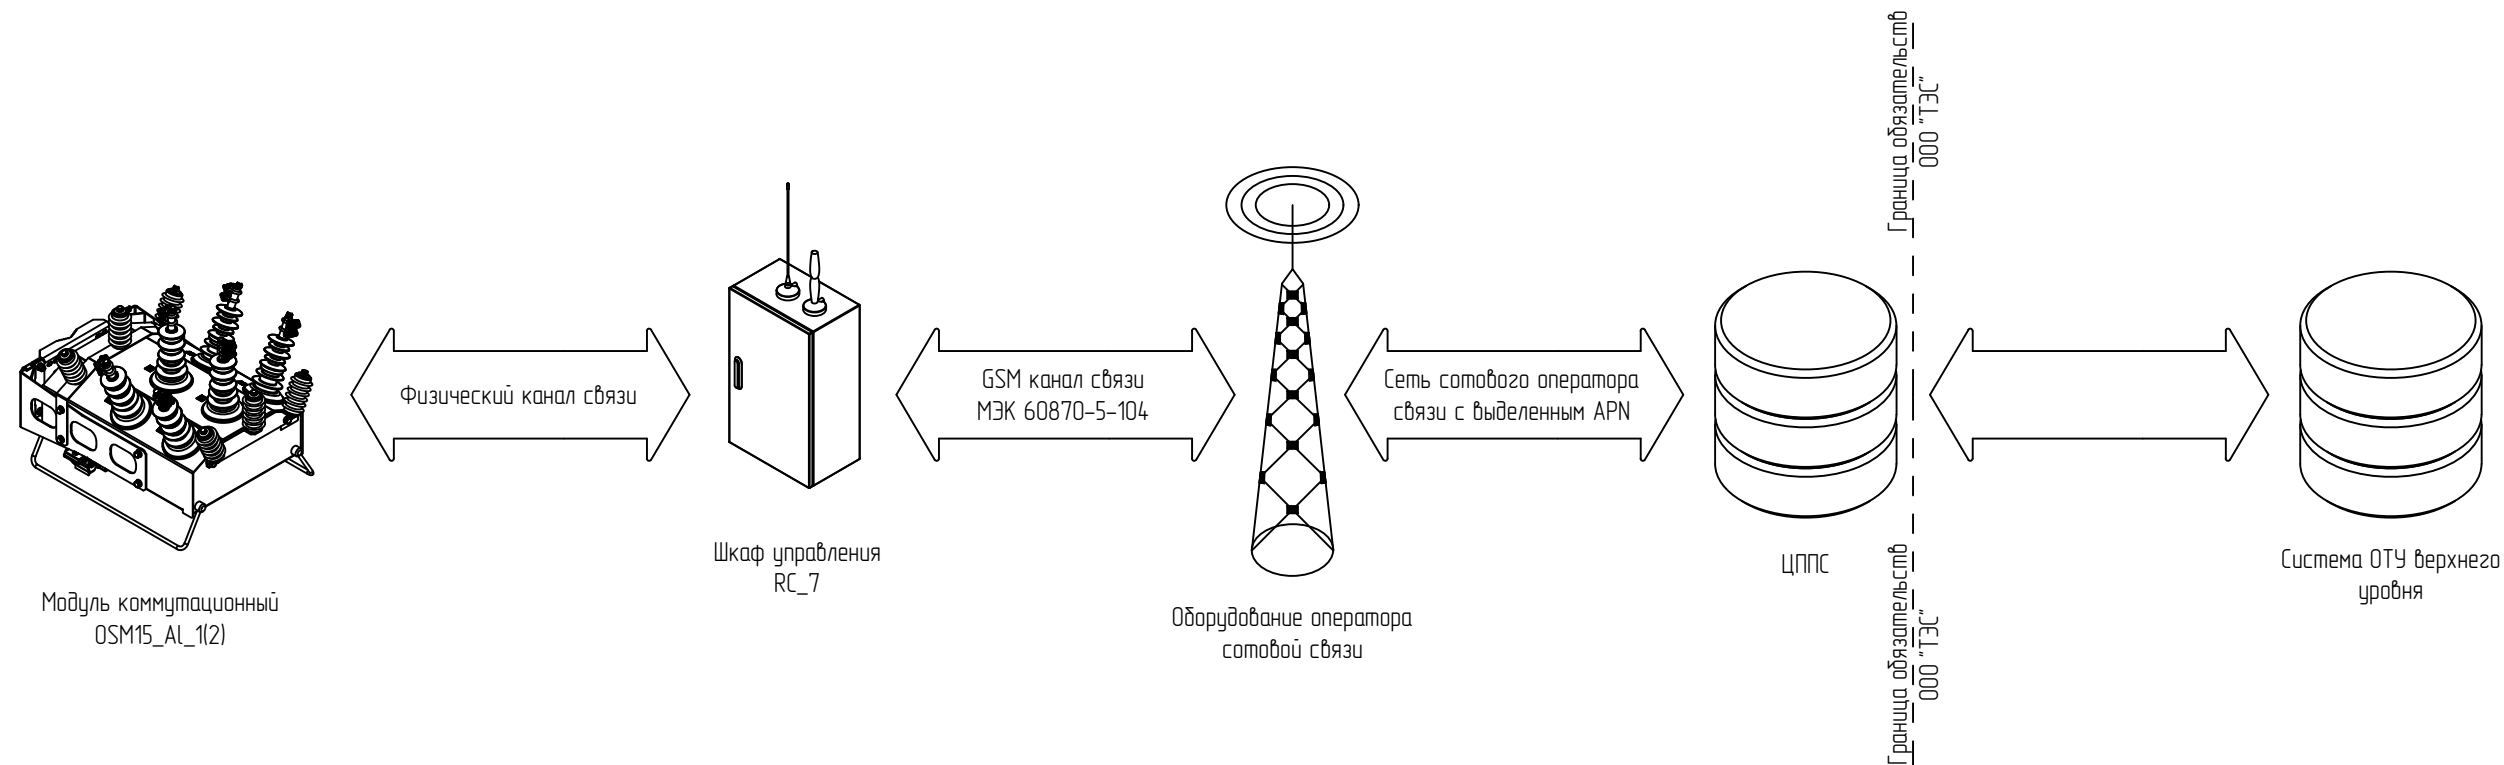 Граница обязательств
ООО "ТЭС"
Физический канал связи
GSM канал связи
МЭК 60870-5-104
Сеть сотового оператора
связи с выделенным APN
Модуль коммутационный
OSM15_Al_1(2)
Шкаф управления
RC_7
Оборудование оператора
сотовой связи
ЦППС
Граница обязательств
ООО "ТЭС"
Система ОТУ верхнего
уровня